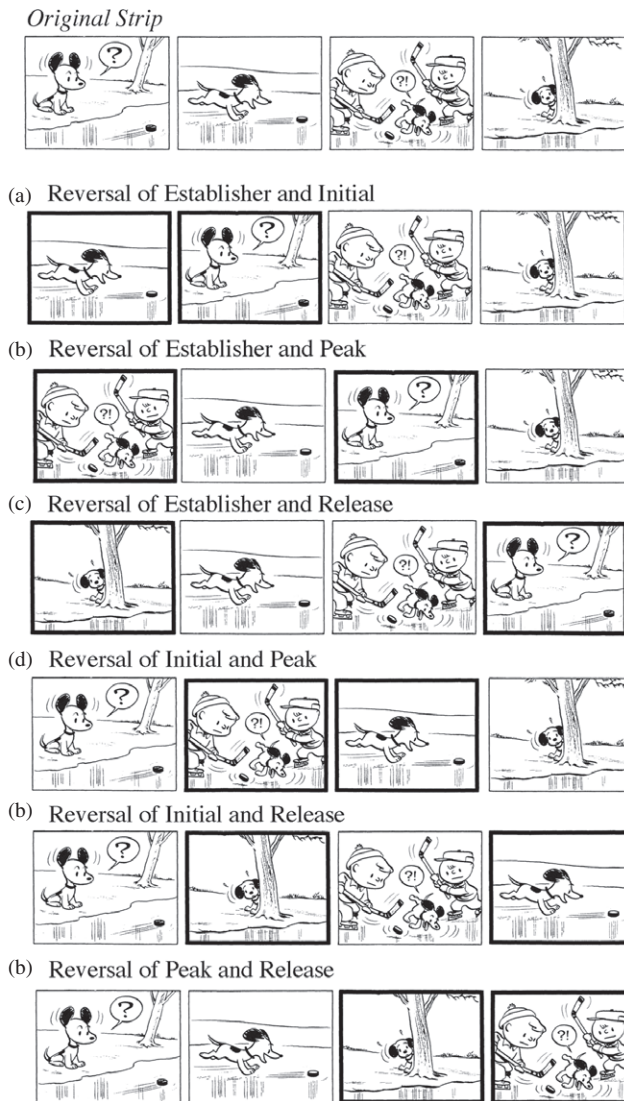 Original Strip
?
?!
(a) Reversal of Establisher and Initial
?
?!
(b) Reversal of Establisher and Peak
?!
?
(c) Reversal of Establisher and Release
?!
?
(d) Reversal of Initial and Peak
?
?!
(b) Reversal of Initial and Release
?
?!
(b) Reversal of Peak and Release
?
?!